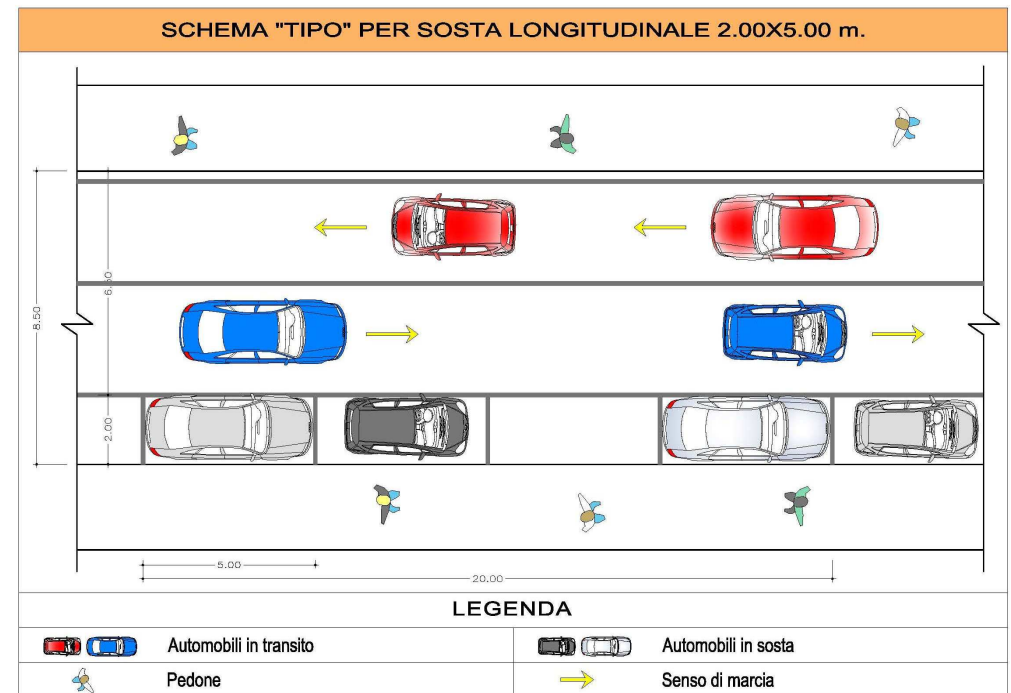 SCHEMA "TIPO" PER SOSTA LONGITUDINALE 2.00X5.00 m.
8.50
6.50
2.00
5.00
20.00
LEGENDA
Automobili in transito
Automobili in sosta
Pedone
Senso di marcia